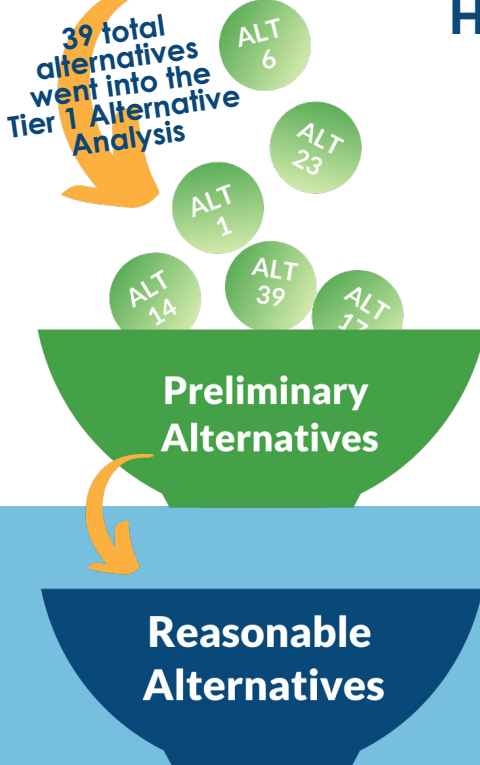 H
39 total
alternatives
went into the
Tier 1 Alternative
Analysis
ALT
6
ALT
23
ALT
1
ALT
14
ALT
39
ALT
17
Preliminary
Alternatives
Reasonable
Alternatives